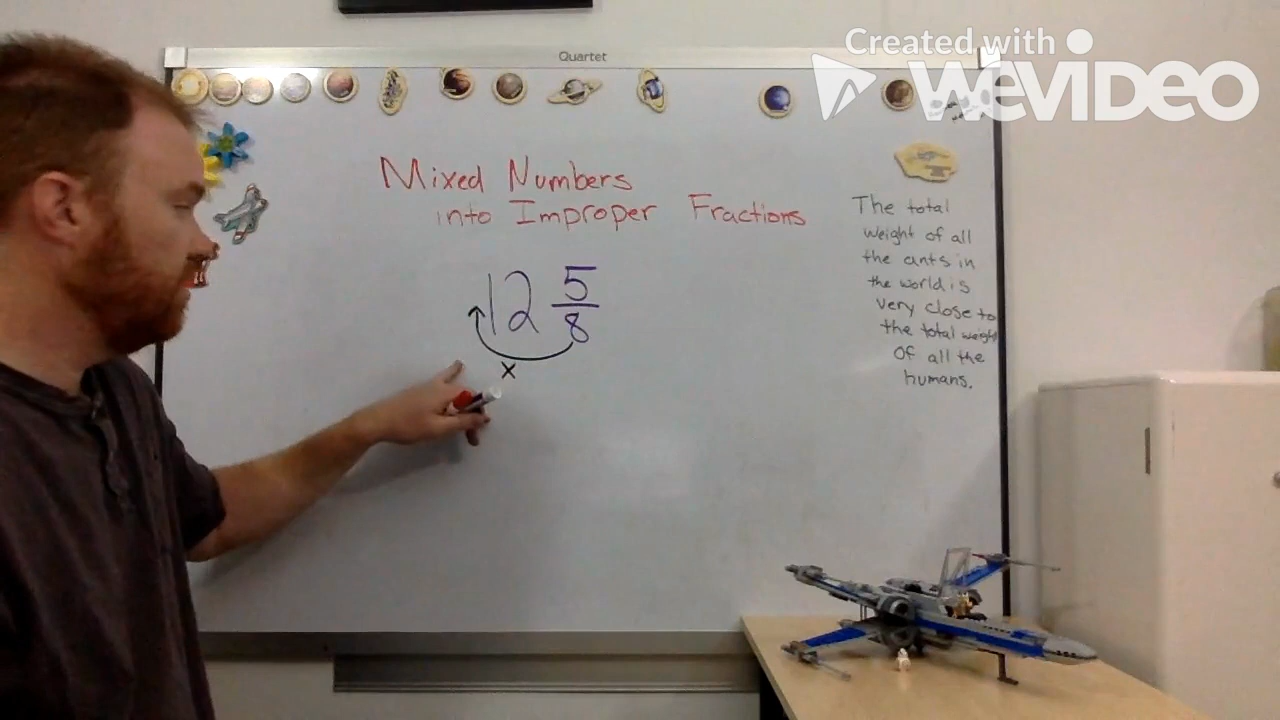 Created with
WEVIDEO
Quartet
Mixed Numbers
into Improper Fractions
12 5/8
x
The total
weight of all
the ants in
the world is
very close to
the total weight
of all the
humans.